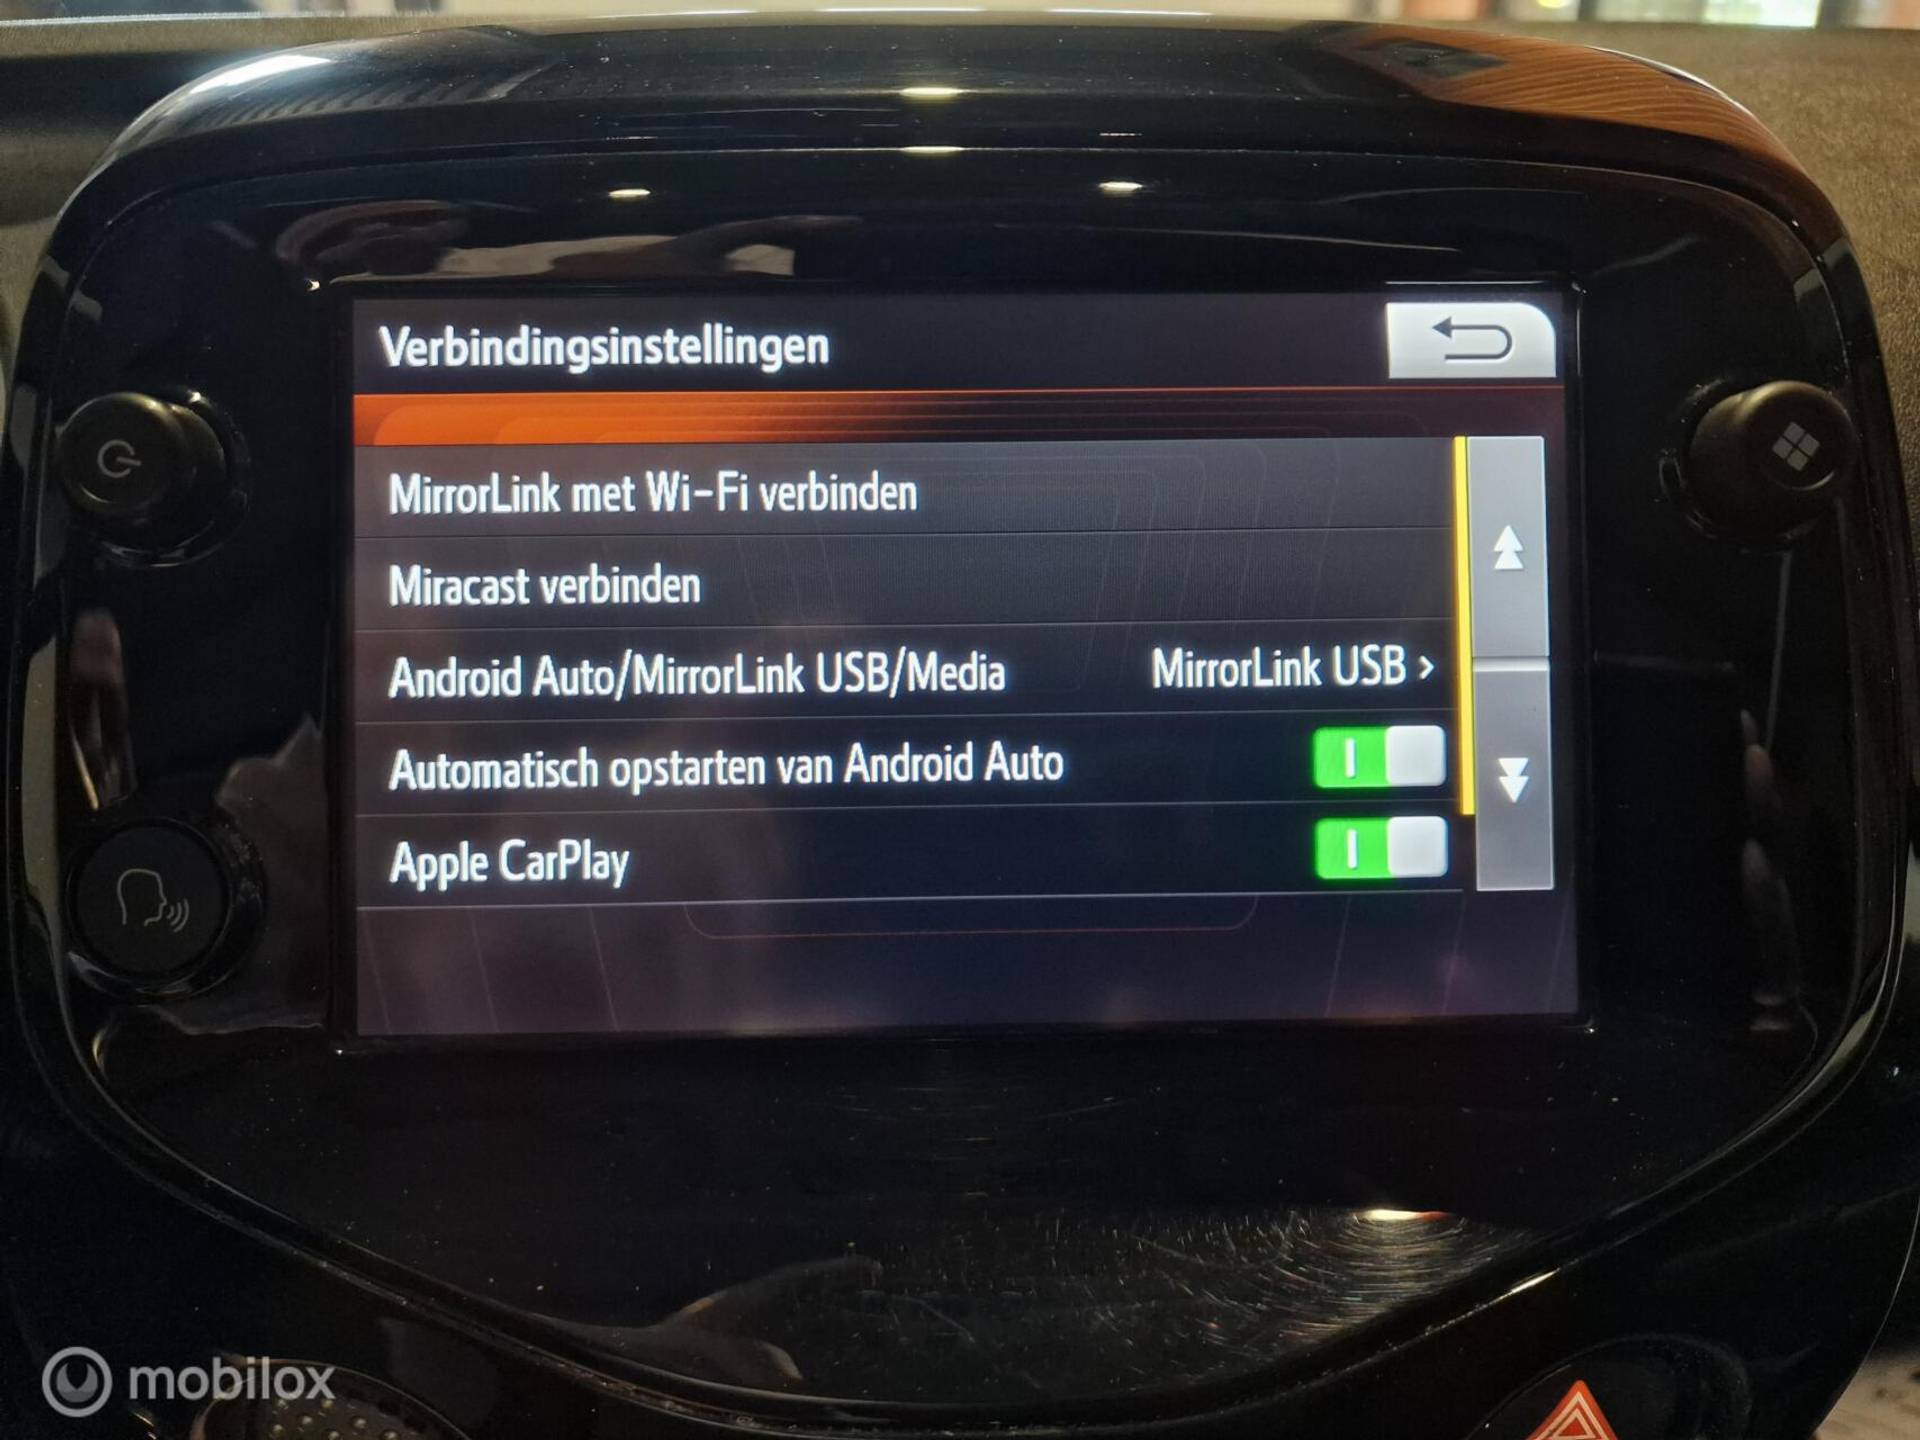 Verbindingsinstellingen
MirrorLink met Wi-Fi verbinden
Miracast verbinden
Android Auto/MirrorLink USB/Media MirrorLink USB >
Automatisch opstarten van Android Auto
Apple CarPlay
mobilox